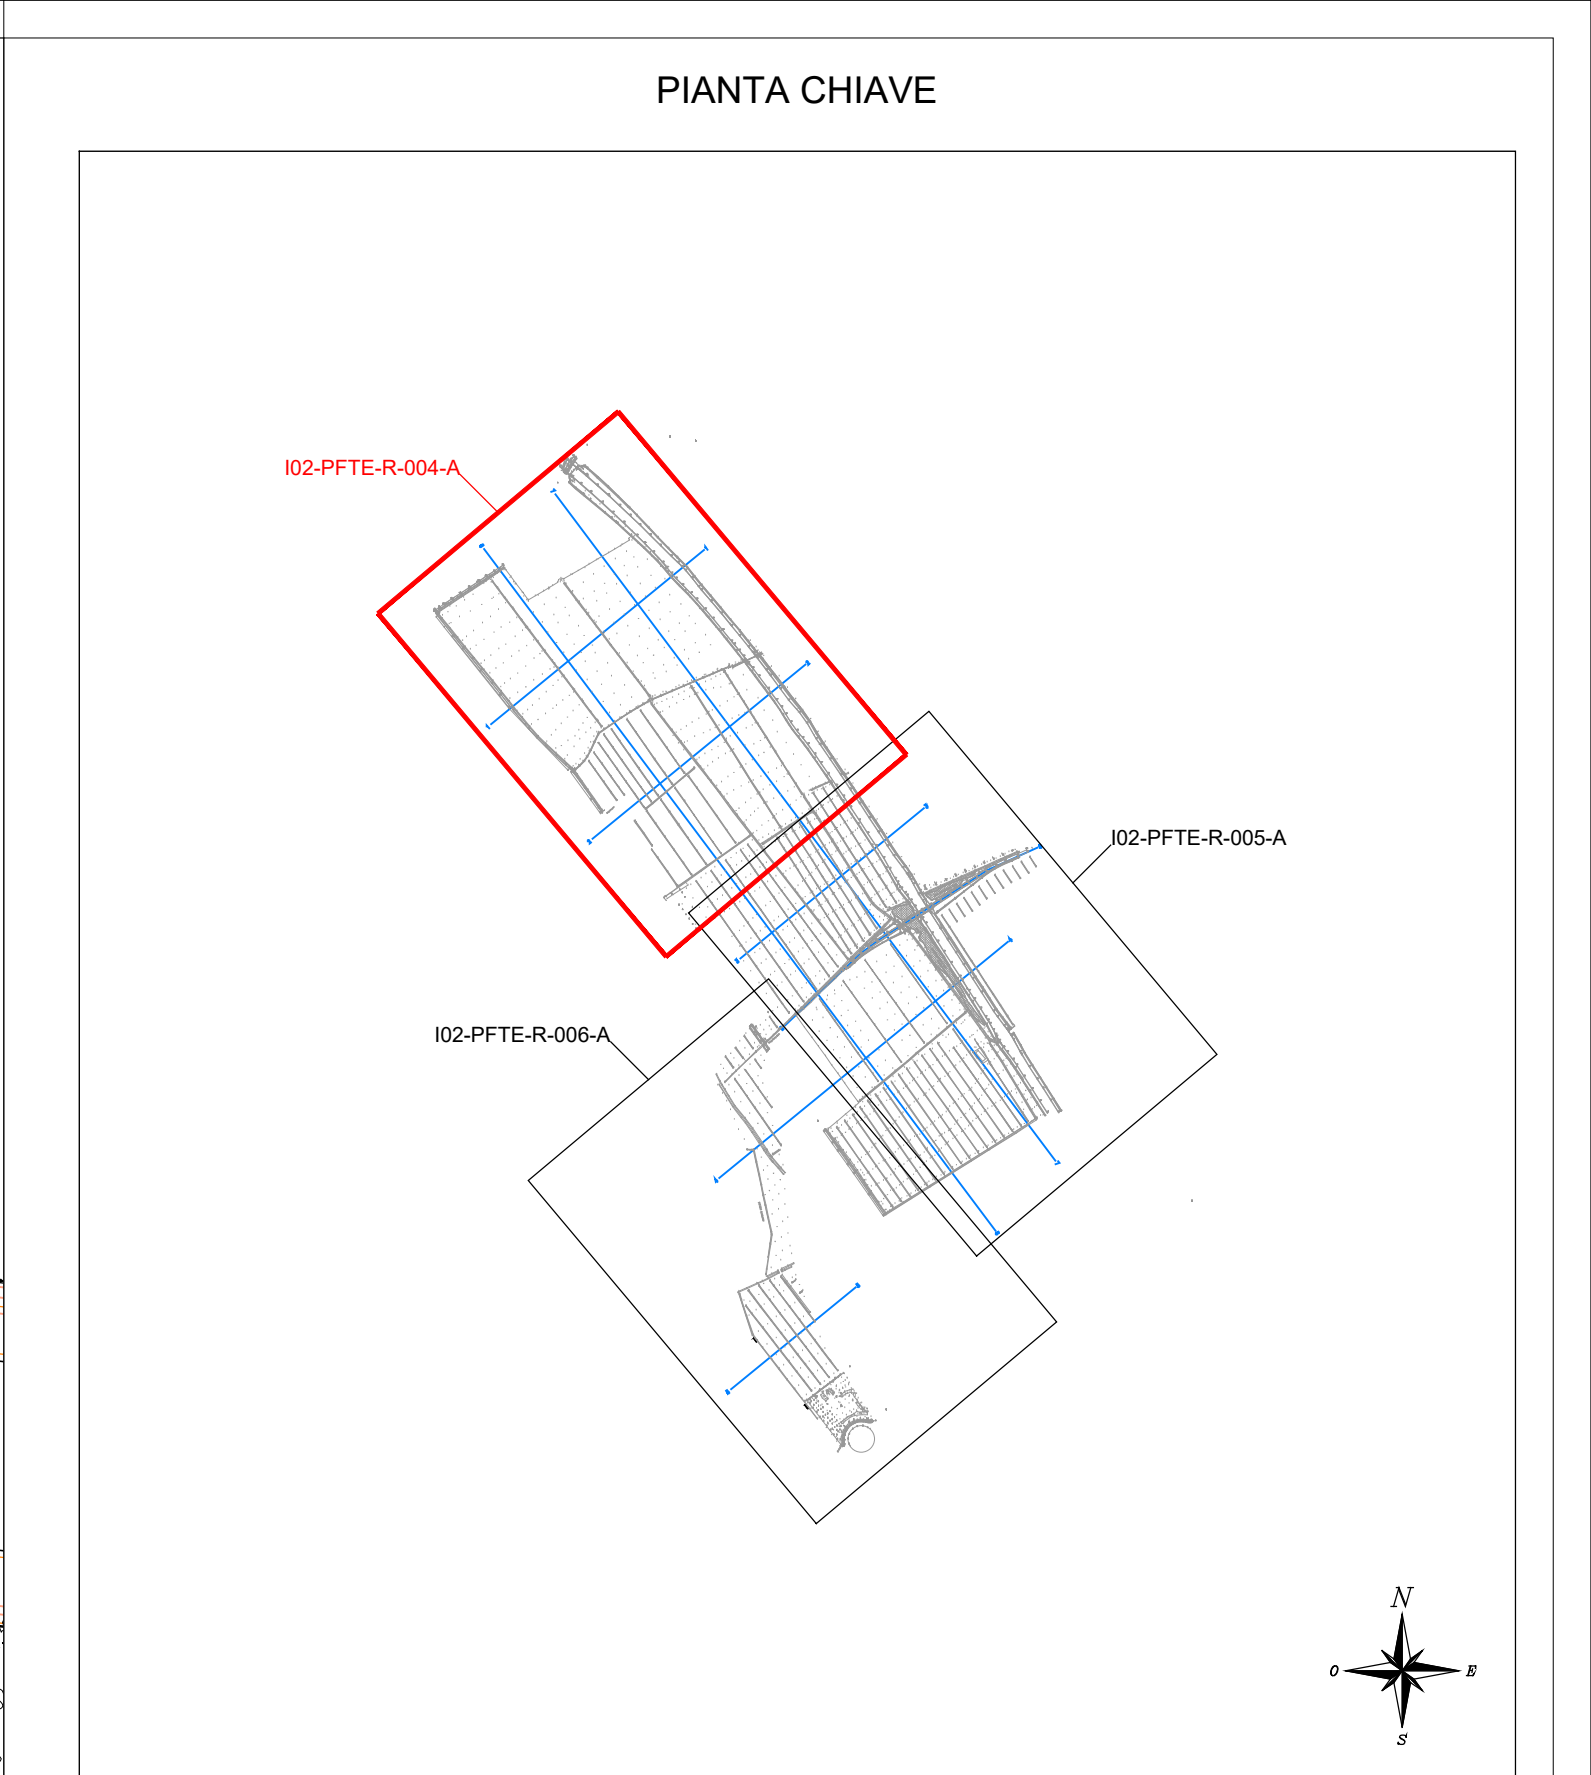 PIANTA CHIAVE
I02-PFTE-R-004-A
I02-PFTE-R-005-A
I02-PFTE-R-006-A
N
O
E
S